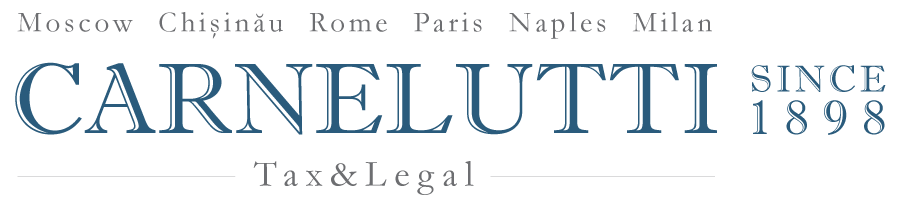 Moscow Chișinău Rome Paris Naples Milan
CARNELUTTI
SINCE
1898
Tax&Legal